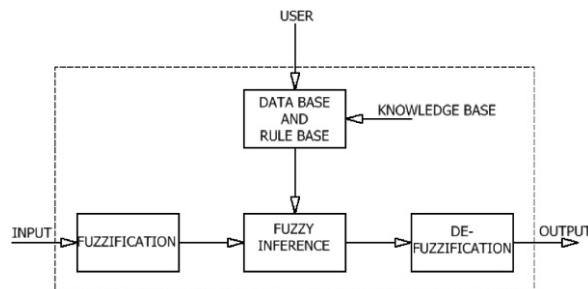 USER
DATA BASE
AND
RULE BASE
KNOWLEDGE BASE
INPUT
FUZZIFICATION
FUZZY
INFERENCE
DE-
FUZZIFICATION
OUTPUT